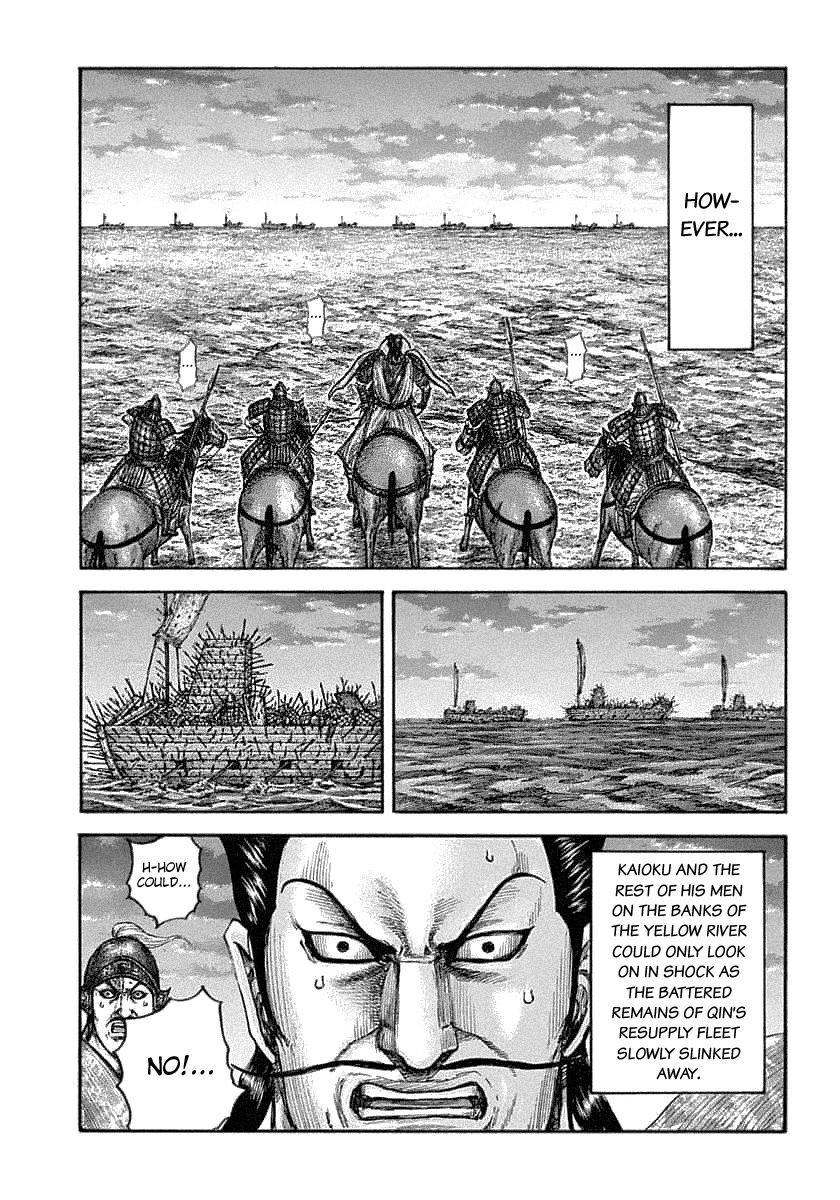 HOW-
EVER...
...
...
...
H-HOW
COULD...
NO!...
KAIOKU AND THE
REST OF HIS MEN
ON THE BANKS OF
THE YELLOW RIVER
COULD ONLY LOOK
ON IN SHOCK AS
THE BATTERED
REMAINS OF QIN'S
RESUPPLY FLEET
SLOWLY SLINKED
AWAY.